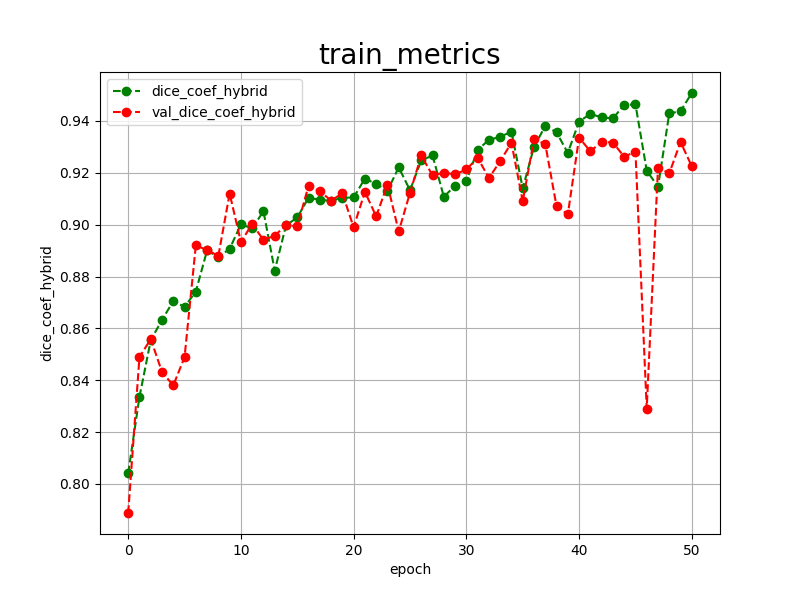 train_metrics
dice_coef_hybrid
val_dice_coef_hybrid
0.94
0.92
0.90
0.88
0.86
0.84
0.82
0.80
dice_coef_hybrid
0 10 20 30 40 50
epoch